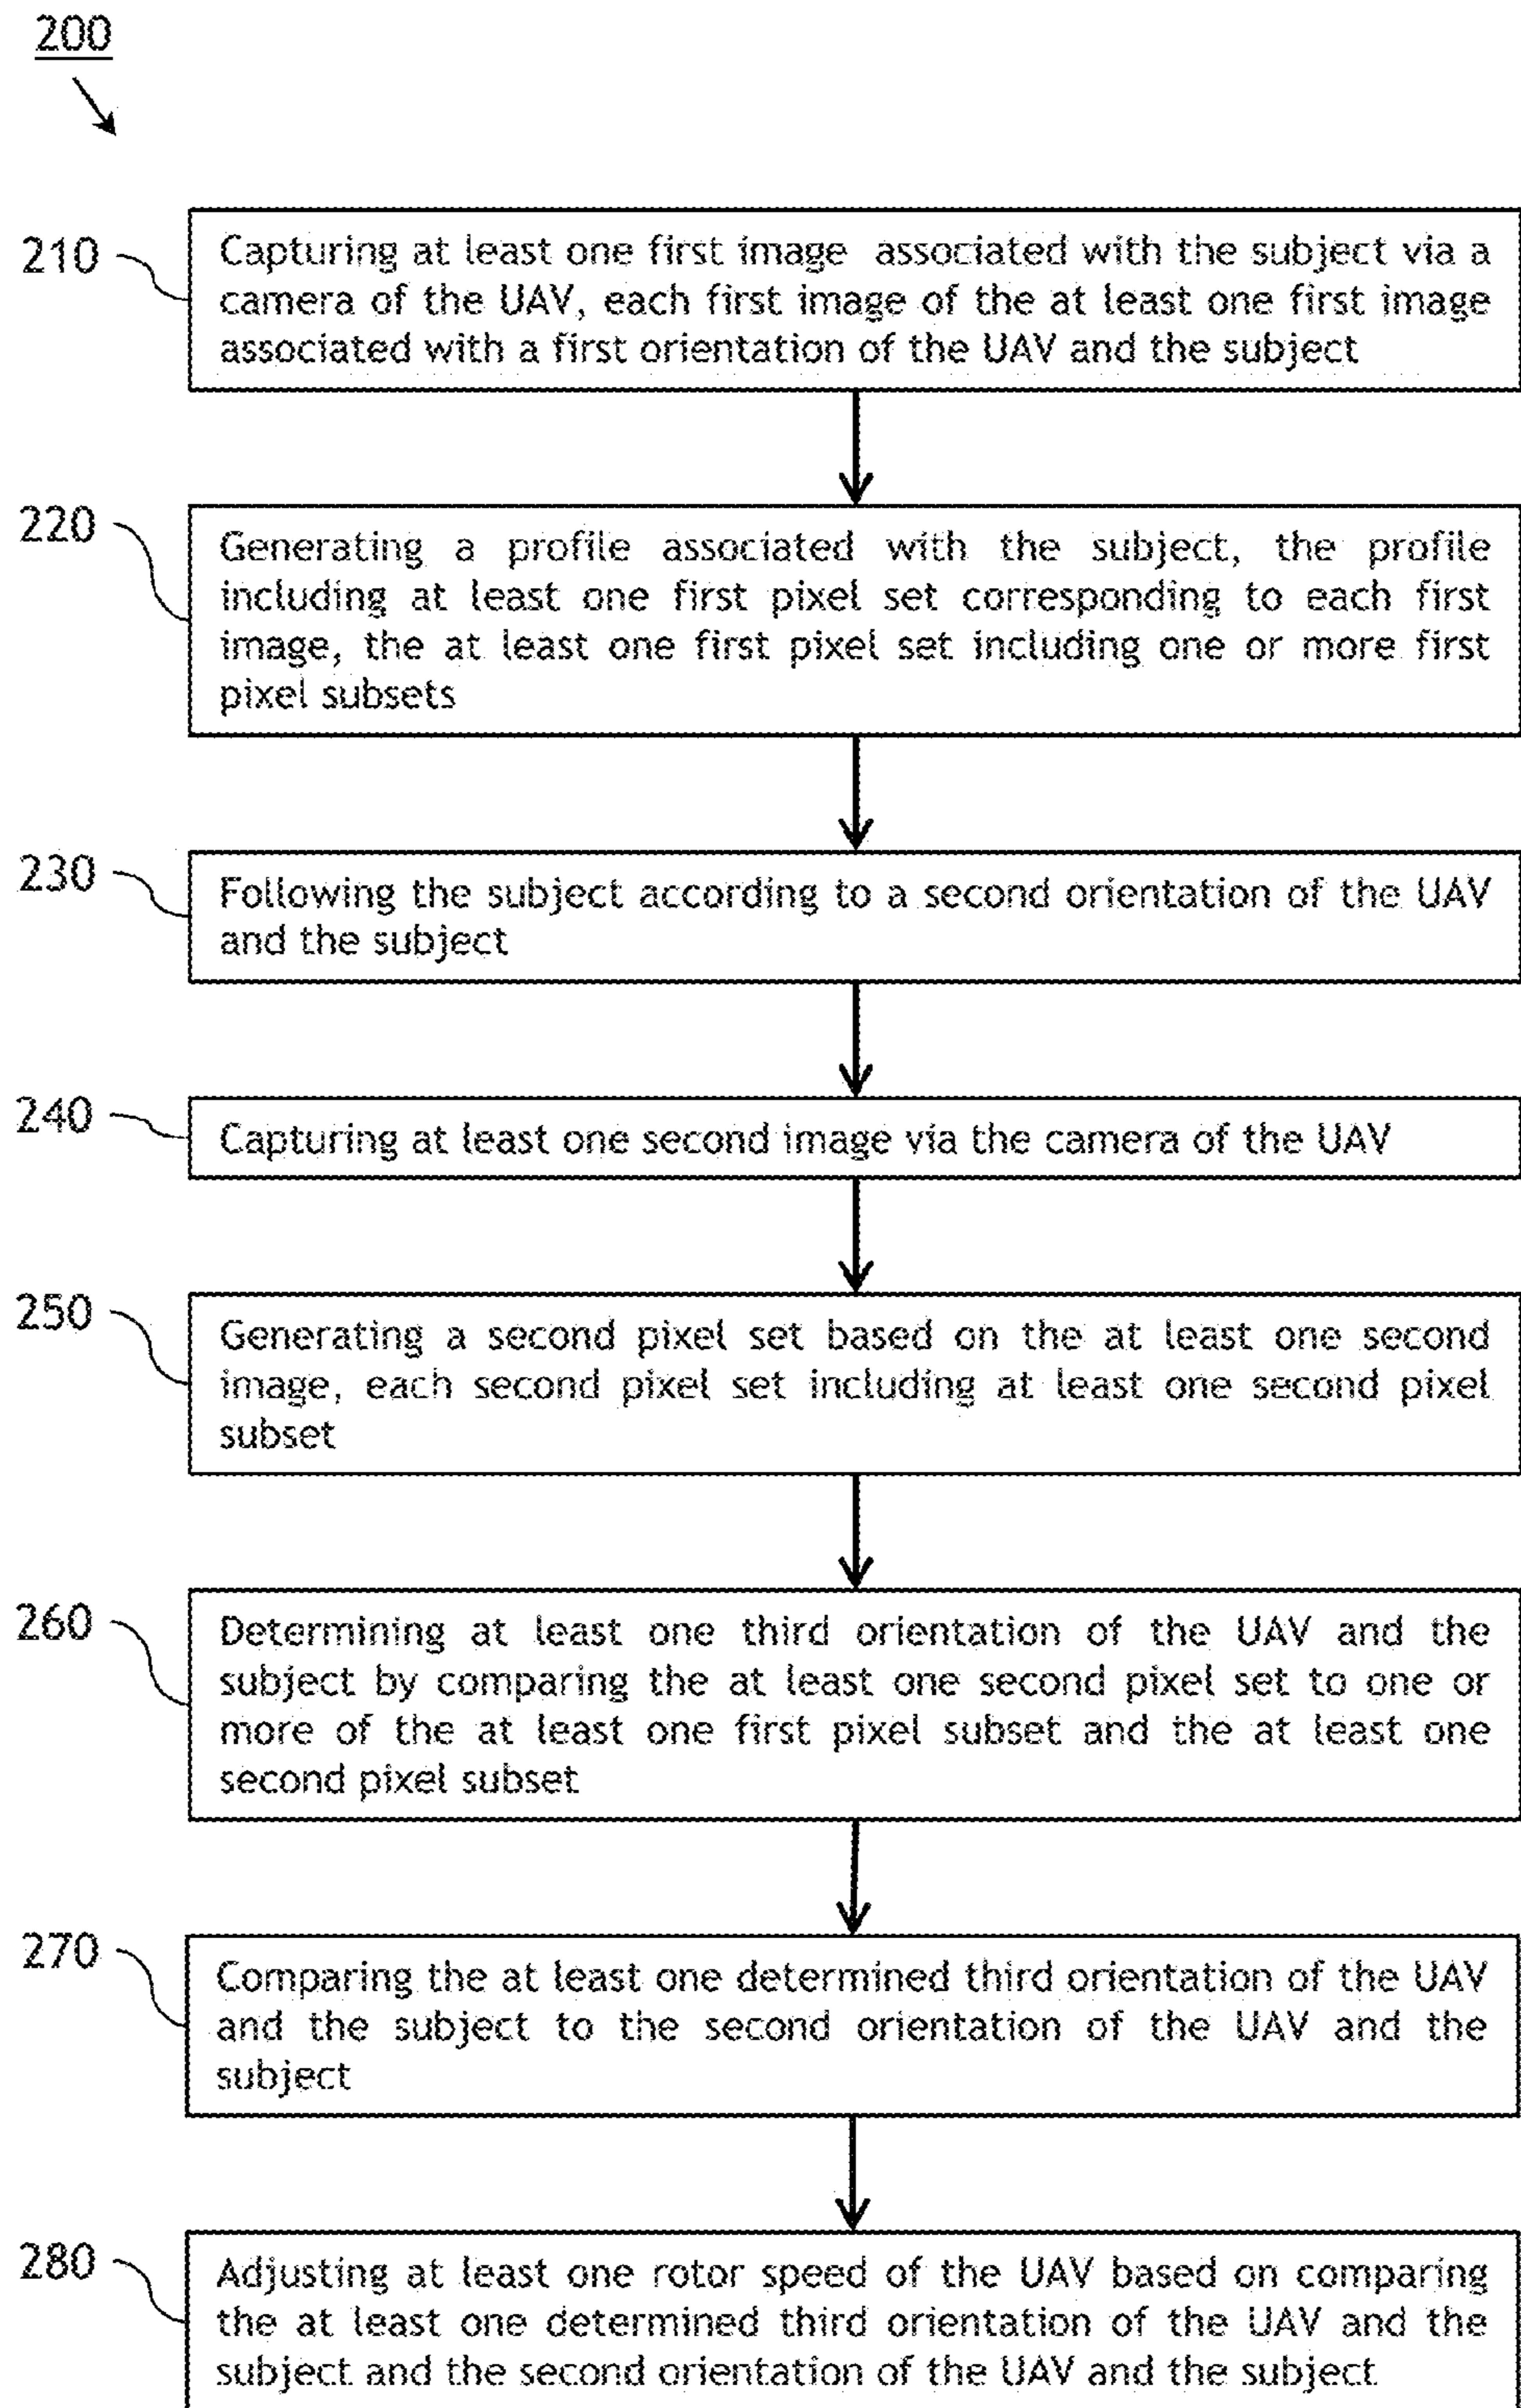 200
210
Capturing at least one first image associated with the subject via a
camera of the UAV, each first image of the at least one first image
associated with a first orientation of the UAV and the subject
220
Generating a profile associated with the subject, the profile
including at least one first pixel set corresponding to each first
image, the at least one first pixel set including one or more first
pixel subsets
230
Following the subject according to a second orientation of the UAV
and the subject
240
Capturing at least one second image via the camera of the UAV
250
Generating a second pixel set based on the at least one second
image, each second pixel set including at least one second pixel
subset
260
Determining at least one third orientation of the UAV and the
subject by comparing the at least one second pixel set to one or
more of the at least one first pixel subset and the at least one
second pixel subset
270
Comparing the at least one determined third orientation of the UAV
and the subject to the second orientation of the UAV and the
subject
280
Adjusting at least one rotor speed of the UAV based on comparing
the at least one determined third orientation of the UAV and the
subject and the second orientation of the UAV and the subject